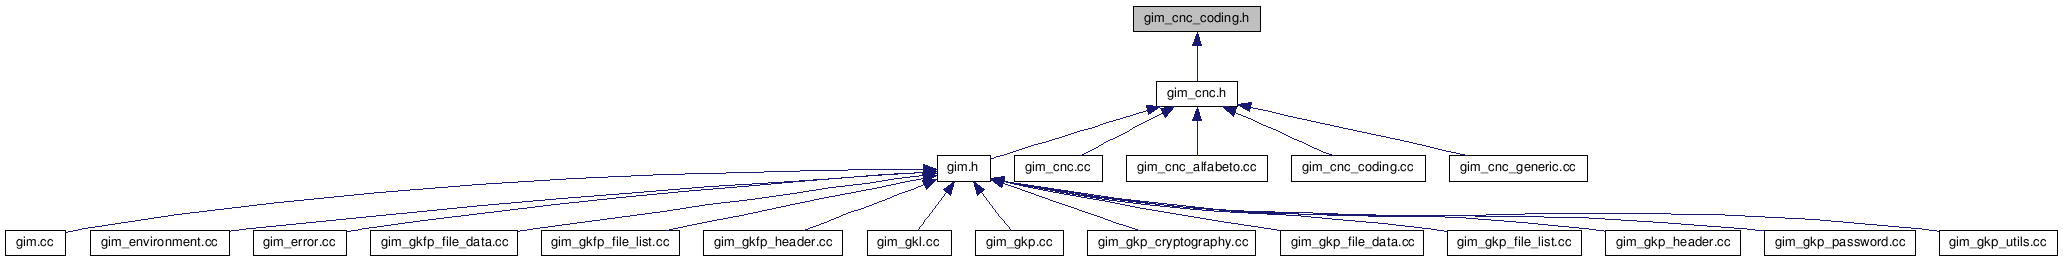 gim_cnc_coding.h
gim_cnc.h
gim.h
gim_cnc.cc
gim_cnc_alfabeto.cc
gim_cnc_coding.cc
gim_cnc_generic.cc
gim.cc
gim_environment.cc
gim_error.cc
gim_gkfp_file_data.cc
gim_gkfp_file_list.cc
gim_gkfp_header.cc
gim_gkl.cc
gim_gkp.cc
gim_gkp_cryptography.cc
gim_gkp_file_data.cc
gim_gkp_file_list.cc
gim_gkp_header.cc
gim_gkp_password.cc
gim_gkp_utils.cc